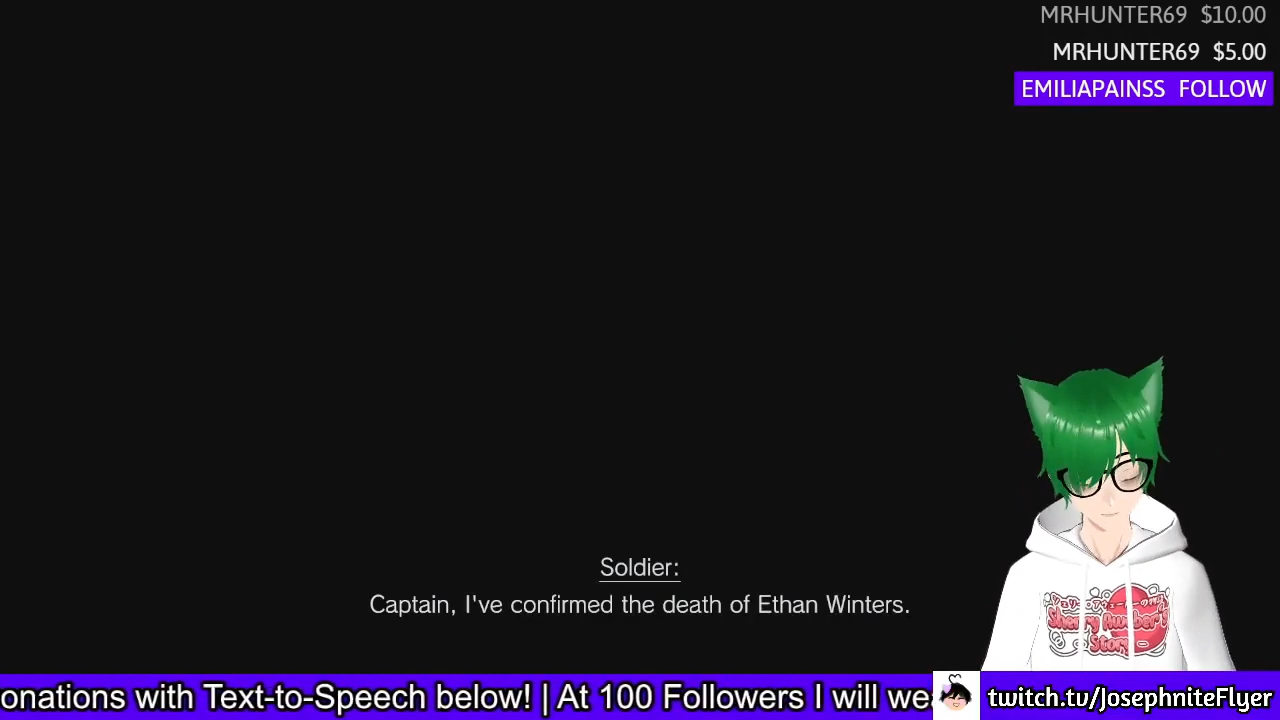 MRHUNTER69 $10.00
MRHUNTER69 $5.00
EMILIAPAINSS FOLLOW
Soldier:
Captain, I've confirmed the death of Ethan Winters.
Story
onations with Text-to-Speech below! | At 100 Followers I will wea
twitch.tv/JosephniteFlyer